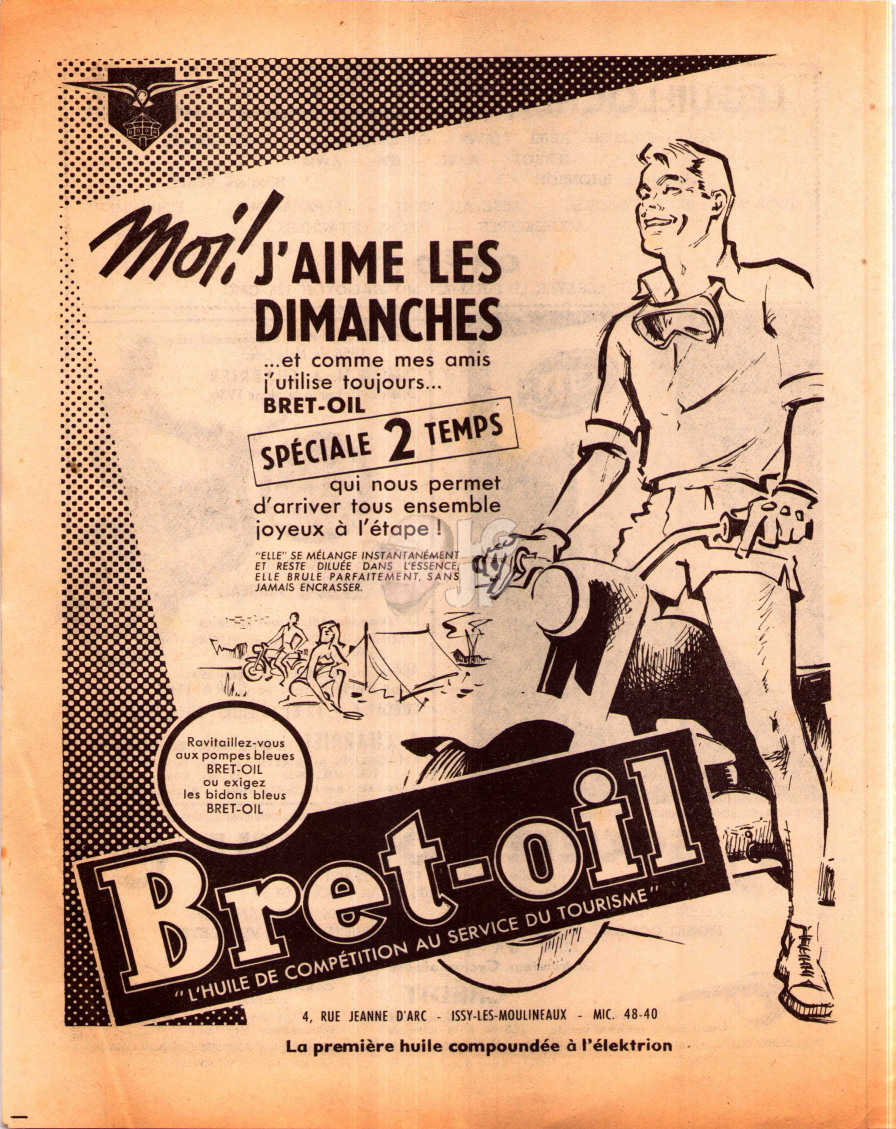 Moi! J'AIME LES
DIMANCHES
...et comme mes amis
j'utilise toujours...
BRET-OIL
SPÉCIALE 2 TEMPS
qui nous permet
d'arriver tous ensemble
joyeux à l'étape !
"ELLE" SE MÉLANGE INSTANTANÉMENT
ET RESTE DILUÉE DANS L'ESSENCE,
ELLE BRULE PARFAITEMENT, SANS
JAMAIS ENCRASSER.
Ravitaillez-vous
aux pompes bleues
BRET-OIL
ou exigez
les bidons bleus
BRET-OIL
Bret-oil
"L'HUILE DE COMPÉTITION AU SERVICE DU TOURISME"
4, RUE JEANNE D'ARC - ISSY-LES-MOULINEAUX - MIC. 48-40
La première huile compoundée à l'élektrion